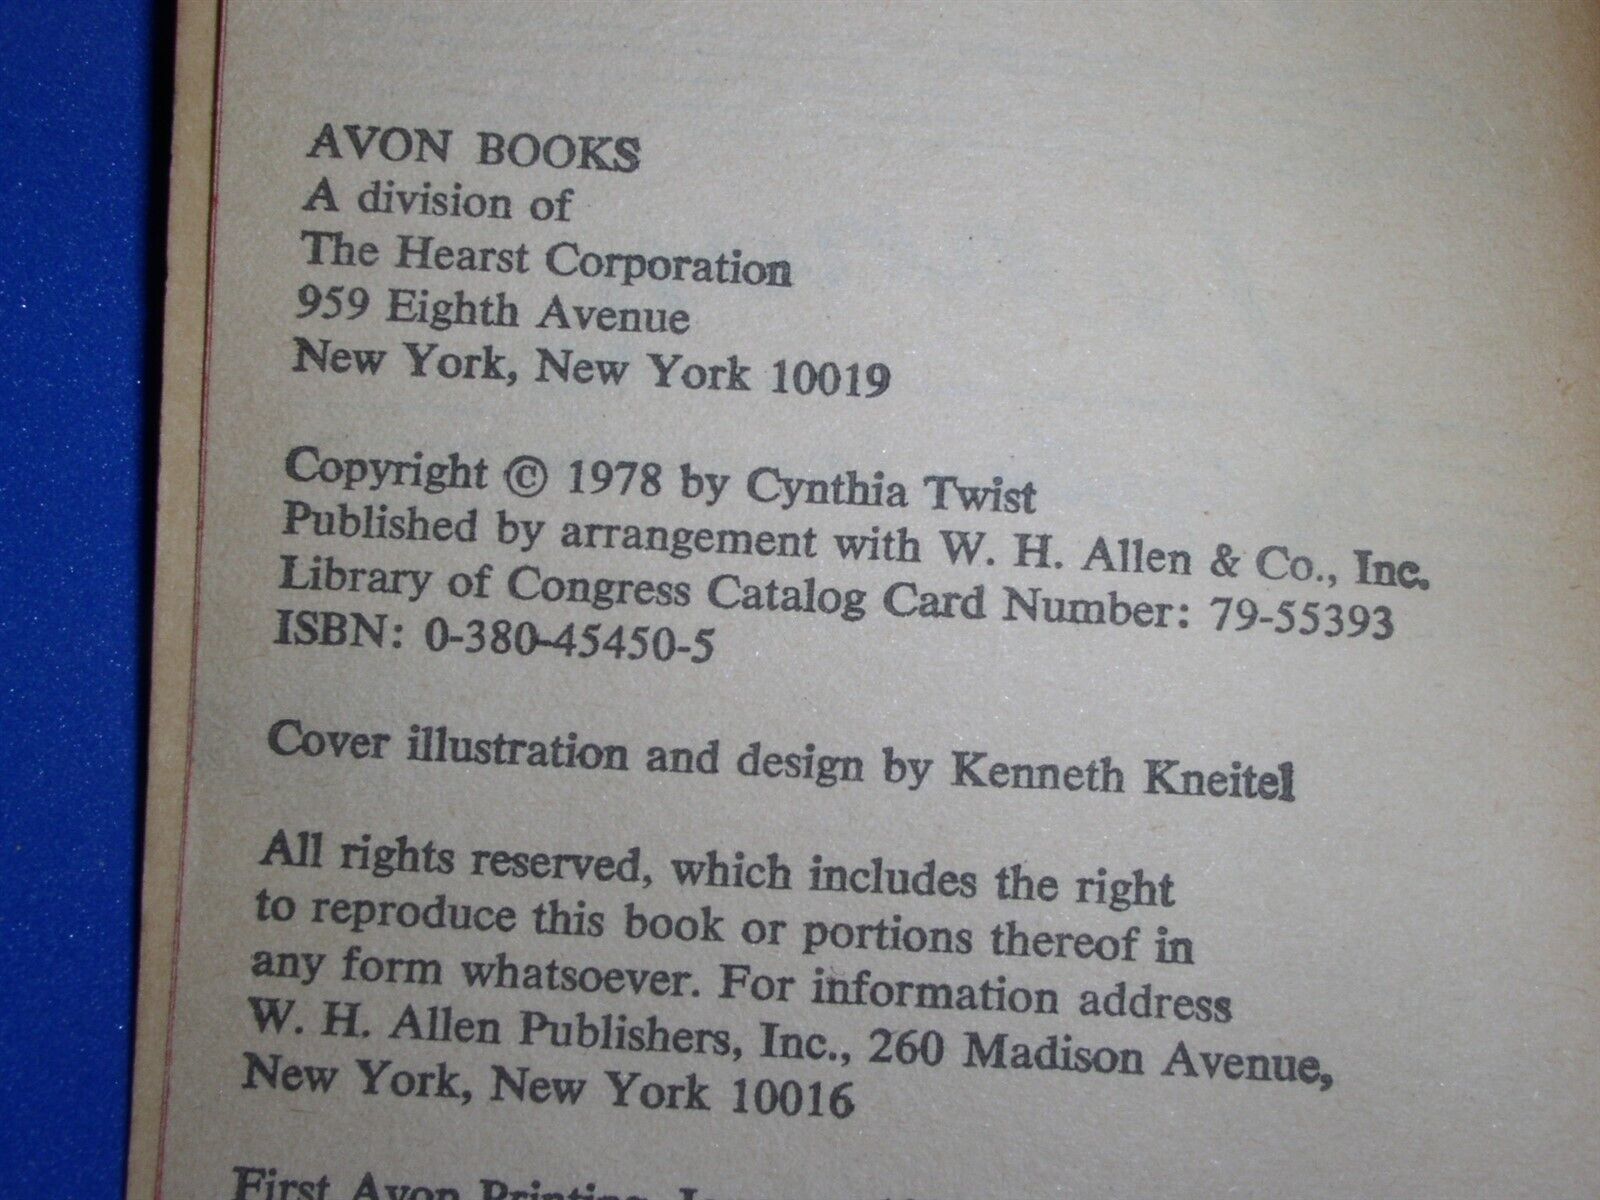 AVON BOOKS
A division of
The Hearst Corporation
959 Eighth Avenue
New York, New York 10019
Copyright © 1978 by Cynthia Twist
Published by arrangement with W. H. Allen & Co., Inc.
Library of Congress Catalog Card Number: 79-55393
ISBN: 0-380-45450-5
Cover illustration and design by Kenneth Kneitel
All rights reserved, which includes the right
to reproduce this book or portions thereof in
any form whatsoever. For information address
W. H. Allen Publishers, Inc., 260 Madison Avenue,
New York, New York 10016
First Avon Printing